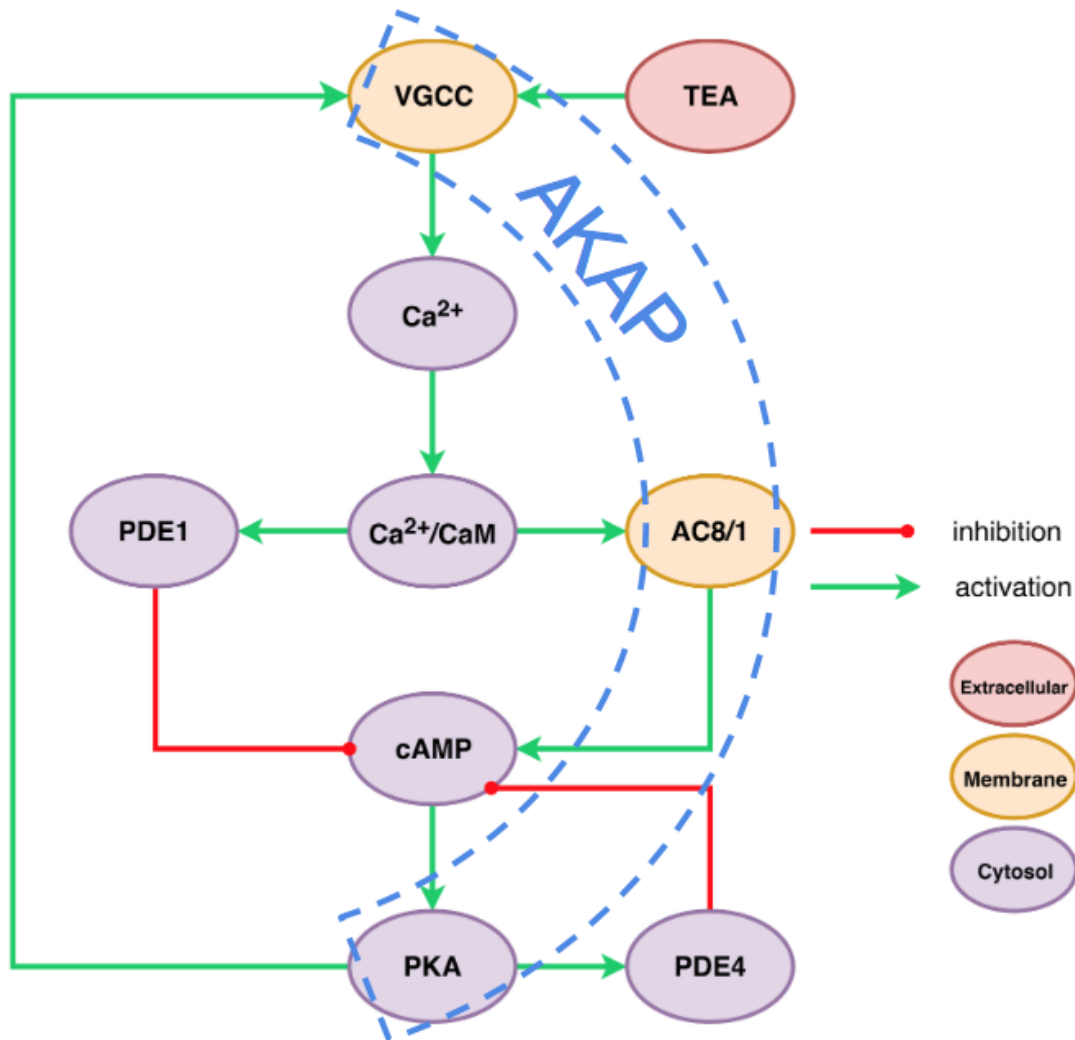 VGCC
TEA
AKAP
Ca²⁺
PDE1
Ca²⁺/CaM
AC8/1
inhibition
activation
Extracellular
cAMP
Membrane
Cytosol
PKA
PDE4